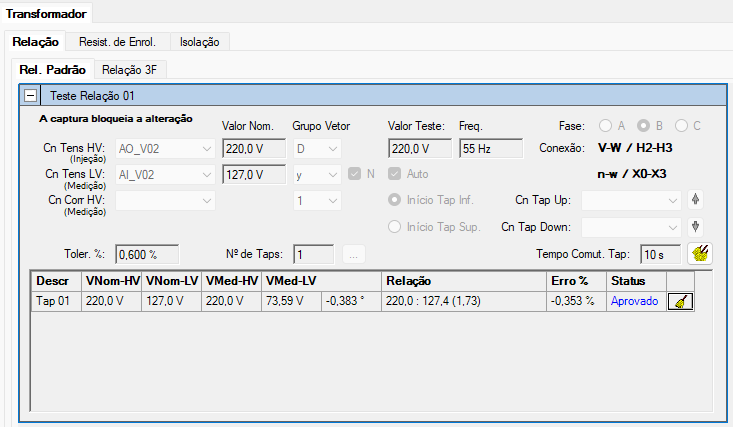 Transformador
Relação Resist. de Enrol. Isolação
Rel. Padrão Relação 3F
Teste Relação 01
A captura bloqueia a alteração
Valor Nom. Grupo Vetor Valor Teste: Freq. Fase: A B C
Cn Tens HV: (Injeção) AO_V02 220,0 V D 220,0 V 55 Hz Conexão: V-W / H2-H3
Cn Tens LV: (Medição) AI_V02 127,0 V y N Auto n-w / X0-X3
Cn Corr HV: (Medição) 1 Início Tap Inf. Cn Tap Up:
Início Tap Sup. Cn Tap Down:
Toler. %: 0,600 % Nº de Taps: 1 ... Tempo Comut. Tap: 10 s
Descr VNom-HV VNom-LV VMed-HV VMed-LV Relação Erro % Status
Tap 01 220,0 V 127,0 V 220,0 V 73,59 V -0,383 ° 220,0 : 127,4 (1,73) -0,353 % Aprovado